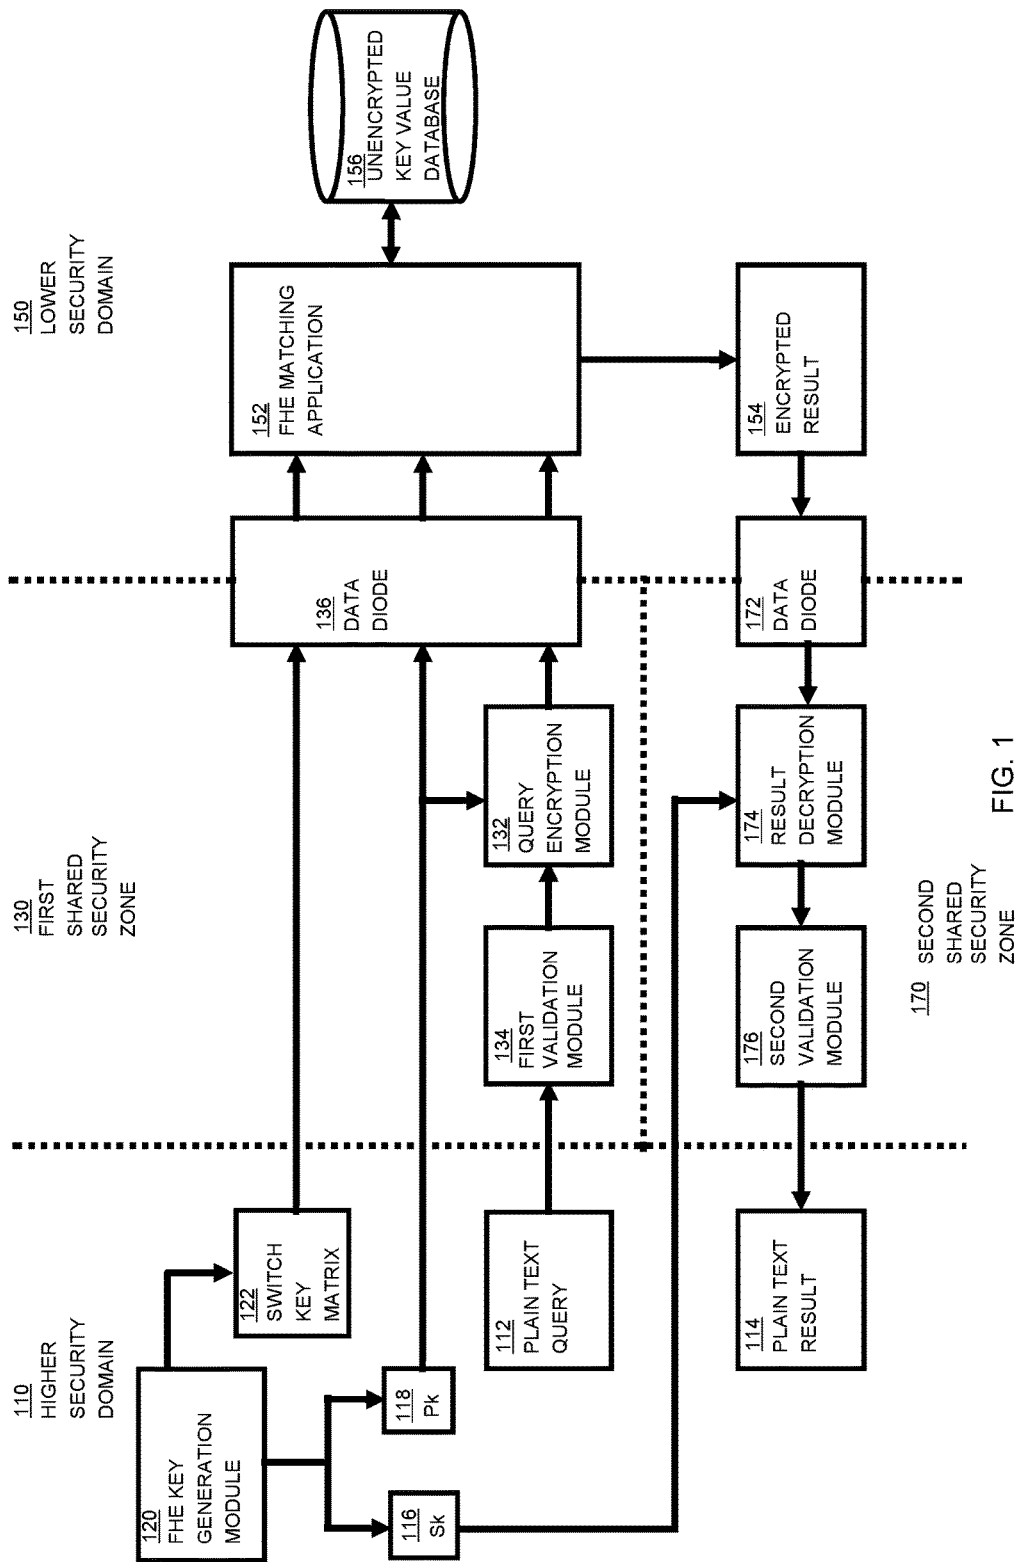 110 HIGHER
SECURITY
DOMAIN
130 FIRST
SHARED
SECURITY
ZONE
150 LOWER
SECURITY
DOMAIN
120
FHE KEY
GENERATION
MODULE
122
SWITCH
KEY
MATRIX
118
Pk
116
Sk
112
PLAIN TEXT
QUERY
134
FIRST
VALIDATION
MODULE
132
QUERY
ENCRYPTION
MODULE
136
DATA
DIODE
152
FHE MATCHING
APPLICATION
156
UNENCRYPTED
KEY VALUE
DATABASE
114
PLAIN TEXT
RESULT
176
SECOND
VALIDATION
MODULE
174
RESULT
DECRYPTION
MODULE
172
DATA
DIODE
154
ENCRYPTED
RESULT
170 SECOND
SHARED
SECURITY
ZONE
FIG. 1